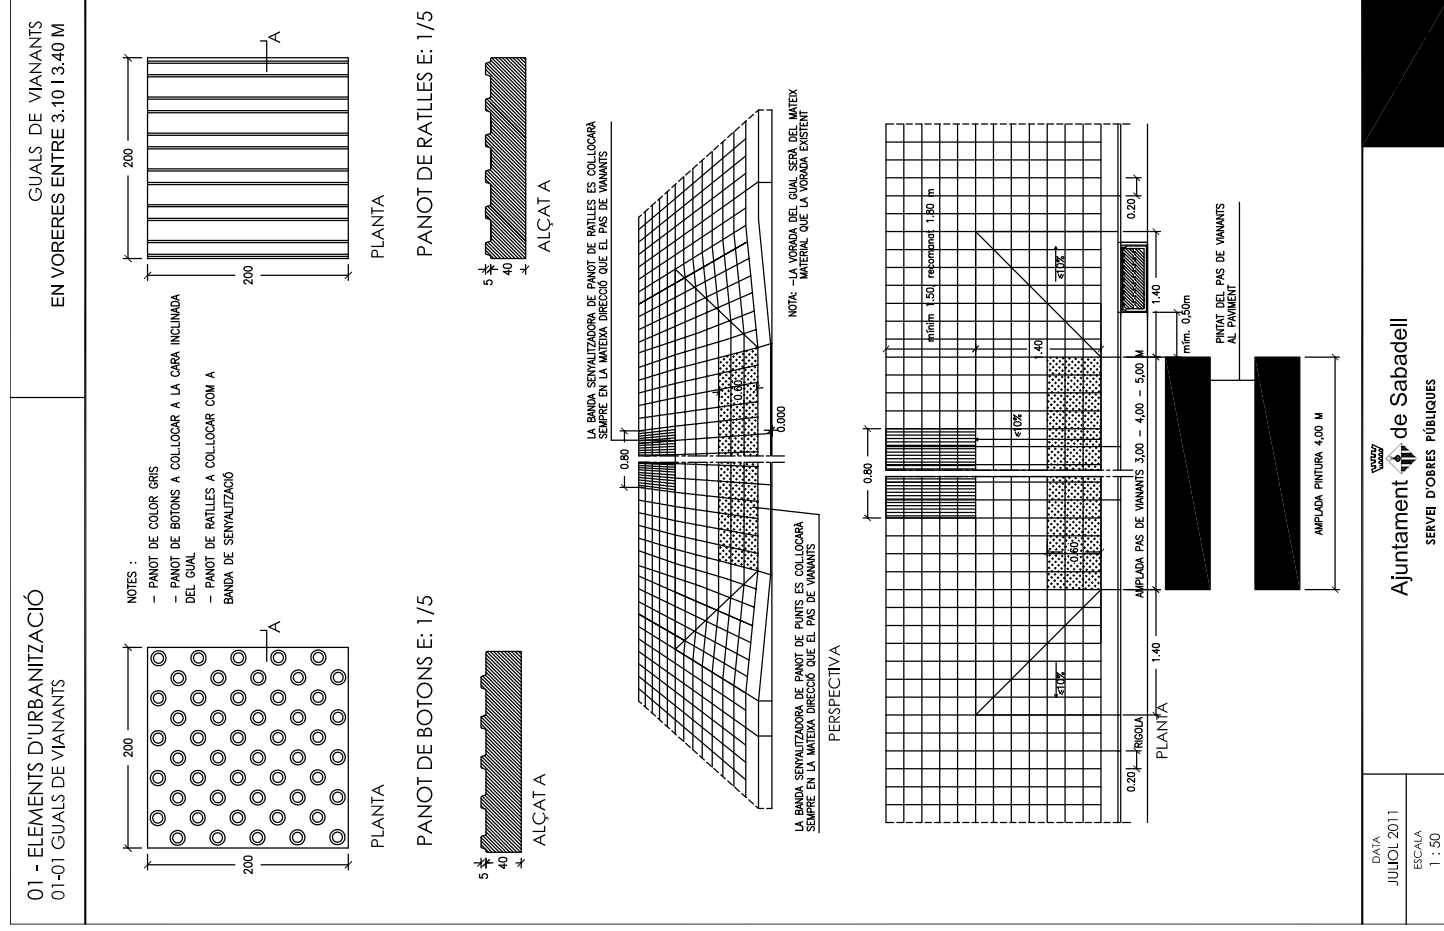 01 - ELEMENTS D'URBANITZACIÓ
01-01 GUALS DE VIANANTS
GUALS DE VIANANTS
EN VORERES ENTRE 3.10 I 3.40 M
200
200
A
PLANTA
PANOT DE BOTONS E: 1/5
5
40
ALÇAT A
NOTES :
- PANOT DE COLOR GRIS
- PANOT DE BOTONS A COL.LOCAR A LA CARA INCLINADA
DEL GUAL
- PANOT DE RATLLES A COL.LOCAR COM A
BANDA DE SENYALITZACIÓ
200
200
A
PLANTA
PANOT DE RATLLES E: 1/5
5
40
ALÇAT A
LA BANDA SENYALITZADORA DE PANOT DE RATLLES ES COL.LOCARÀ
SEMPRE EN LA MATEIXA DIRECCIÓ QUE EL PAS DE VIANANTS
0.80
0.60
0.000
NOTA: -LA VORADA DEL GUAL SERÀ DEL MATEIX
MATERIAL QUE LA VORADA EXISTENT
LA BANDA SENYALITZADORA DE PANOT DE PUNTS ES COL.LOCARÀ
SEMPRE EN LA MATEIXA DIRECCIÓ QUE EL PAS DE VIANANTS
PERSPECTIVA
0.80
mínim 1.50, recomanat 1.80 m
1.40
≤10%
≤10%
≤10%
0.60
0.20
RIGOLA
AMPLADA PAS DE VIANANTS 3,00 - 4,00 - 5,00 M
0.20
1.40
1.40
mím. 0,50m
PLANTA
PINTAT DEL PAS DE VIANANTS
AL PAVIMENT
AMPLADA PINTURA 4,00 M
DATA
JULIOL 2011
ESCALA
1 : 50
Ajuntament de Sabadell
SERVEI D'OBRES PÚBLIQUES